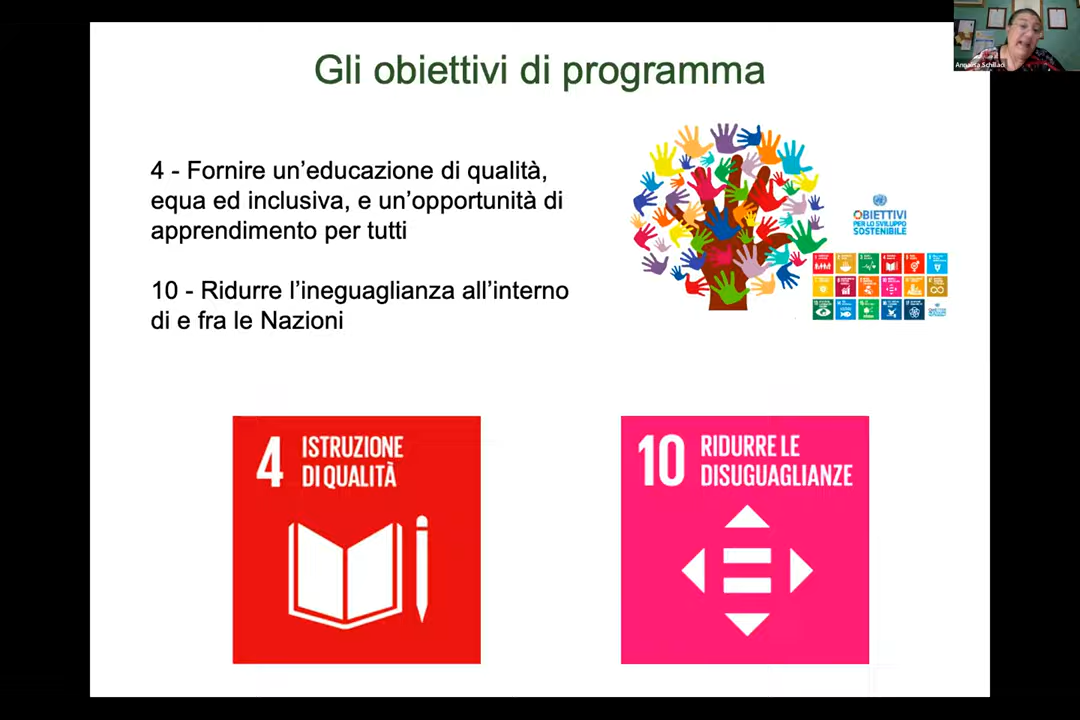 Gli obiettivi di programma
Annalisa Schillaci
4 - Fornire un’educazione di qualità,
equa ed inclusiva, e un’opportunità di
apprendimento per tutti
10 - Ridurre l’ineguaglianza all’interno
di e fra le Nazioni
OBIETTIVI
PER LO SVILUPPO
SOSTENIBILE
4 ISTRUZIONE
DI QUALITÀ
10 RIDURRE LE
DISUGUAGLIANZE